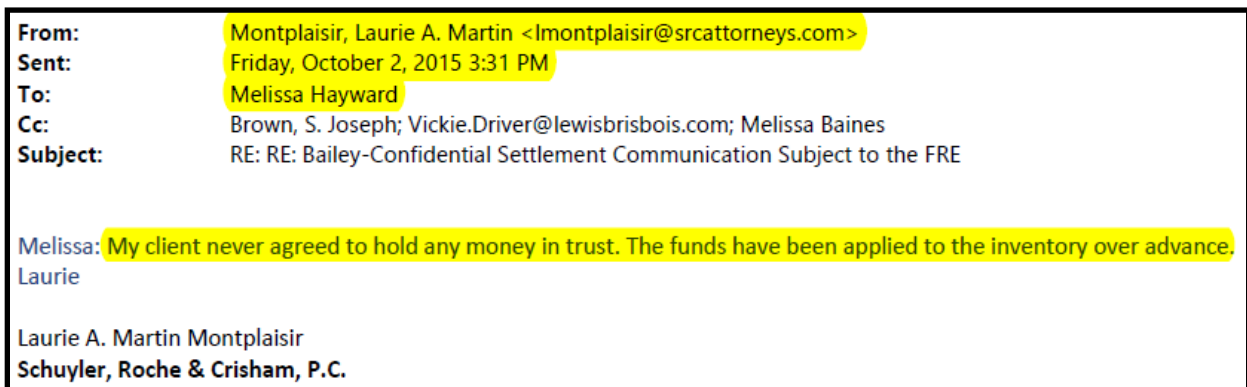 From: Montplaisir, Laurie A. Martin <lmontplaisir@srcattorneys.com>
Sent: Friday, October 2, 2015 3:31 PM
To: Melissa Hayward
Cc: Brown, S. Joseph; Vickie.Driver@lewisbrisbois.com; Melissa Baines
Subject: RE: RE: Bailey-Confidential Settlement Communication Subject to the FRE
Melissa: My client never agreed to hold any money in trust. The funds have been applied to the inventory over advance.
Laurie
Laurie A. Martin Montplaisir
Schuyler, Roche & Crisham, P.C.